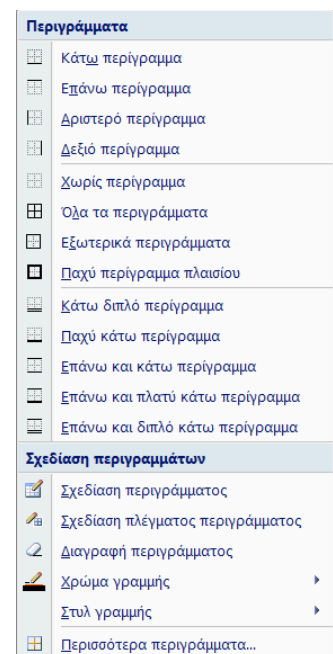 Περιγράμματα
Κάτω περίγραμμα
Επάνω περίγραμμα
Αριστερό περίγραμμα
Δεξιό περίγραμμα
Χωρίς περίγραμμα
Όλα τα περιγράμματα
Εξωτερικά περιγράμματα
Παχύ περίγραμμα πλαισίου
Κάτω διπλό περίγραμμα
Παχύ κάτω περίγραμμα
Επάνω και κάτω περίγραμμα
Επάνω και πλατύ κάτω περίγραμμα
Επάνω και διπλό κάτω περίγραμμα
Σχεδίαση περιγραμμάτων
Σχεδίαση περιγράμματος
Σχεδίαση πλέγματος περιγράμματος
Διαγραφή περιγράμματος
Χρώμα γραμμής
Στυλ γραμμής
Περισσότερα περιγράμματα...